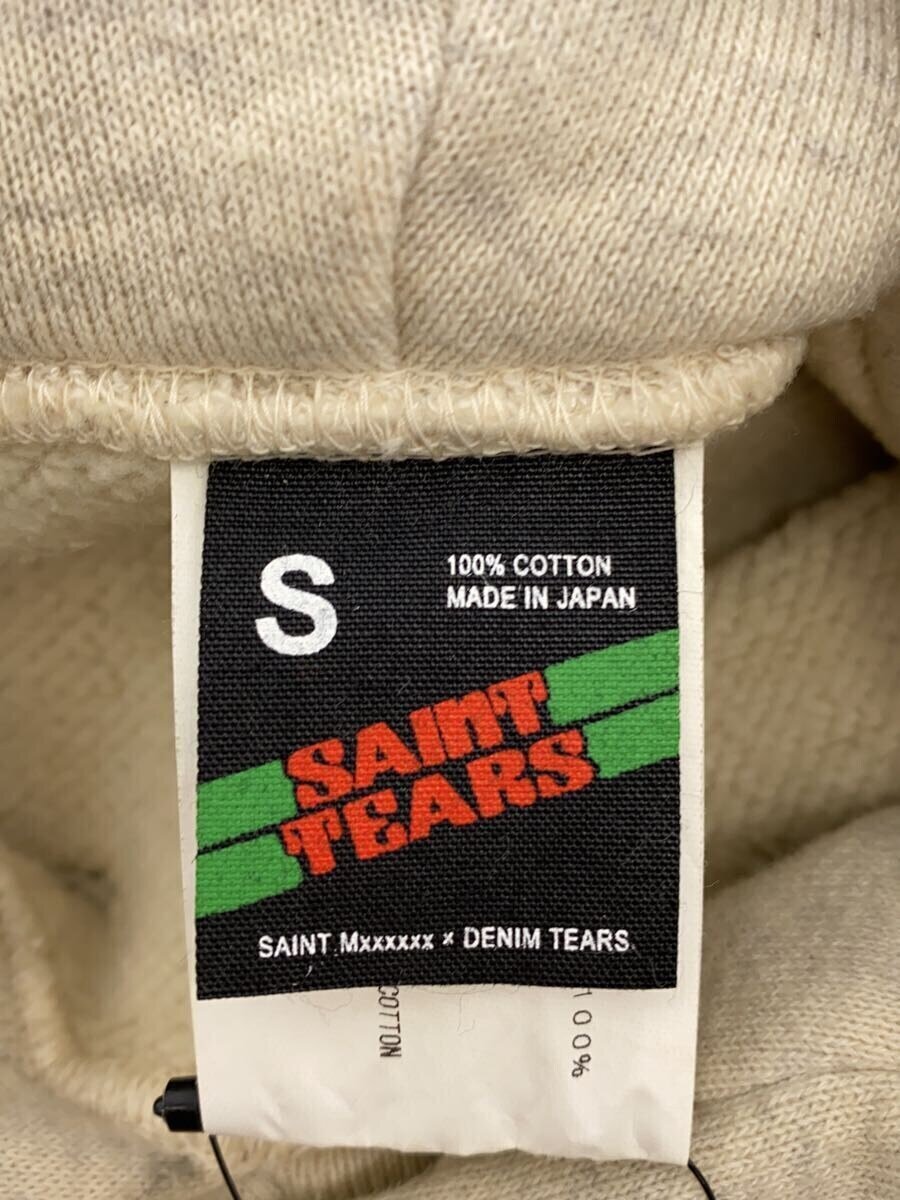 S
100% COTTON
MADE IN JAPAN
SAINT
TEARS
SAINT Mxxxxxx × DENIM TEARS
COTTON
100%